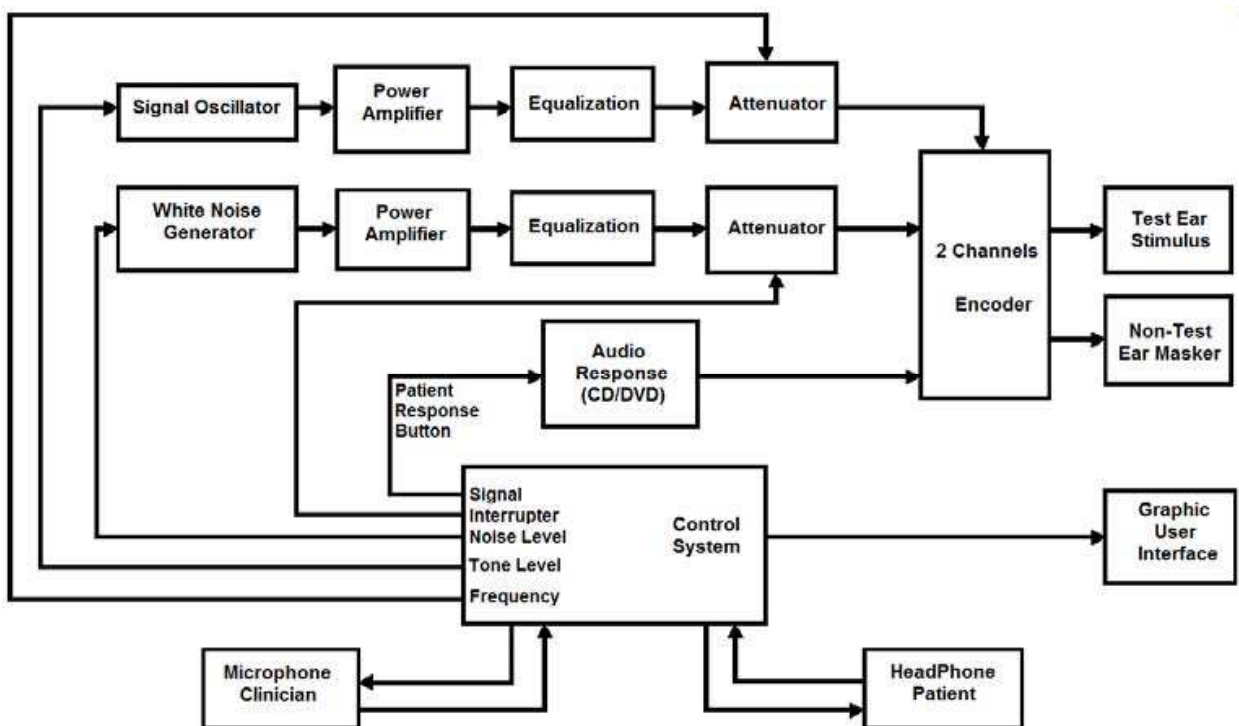 Signal Oscillator
Power
Amplifier
Equalization
Attenuator
White Noise
Generator
Power
Amplifier
Equalization
Attenuator
2 Channels
Encoder
Test Ear
Stimulus
Non-Test
Ear Masker
Audio
Response
(CD/DVD)
Patient
Response
Button
Signal
Interrupter
Noise Level
Tone Level
Frequency
Control
System
Graphic
User
Interface
Microphone
Clinician
HeadPhone
Patient